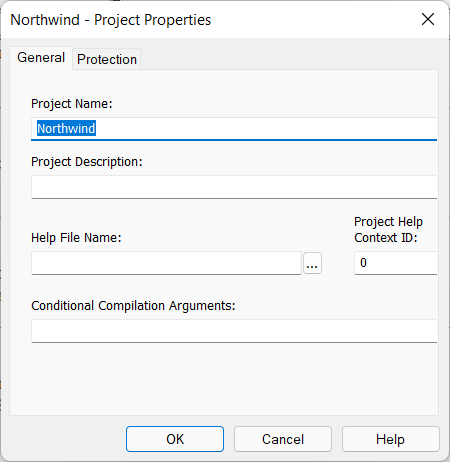 Northwind - Project Properties
General Protection
Project Name:
Northwind
Project Description:
Project Help
Help File Name: Context ID:
... 0
Conditional Compilation Arguments:
OK Cancel Help